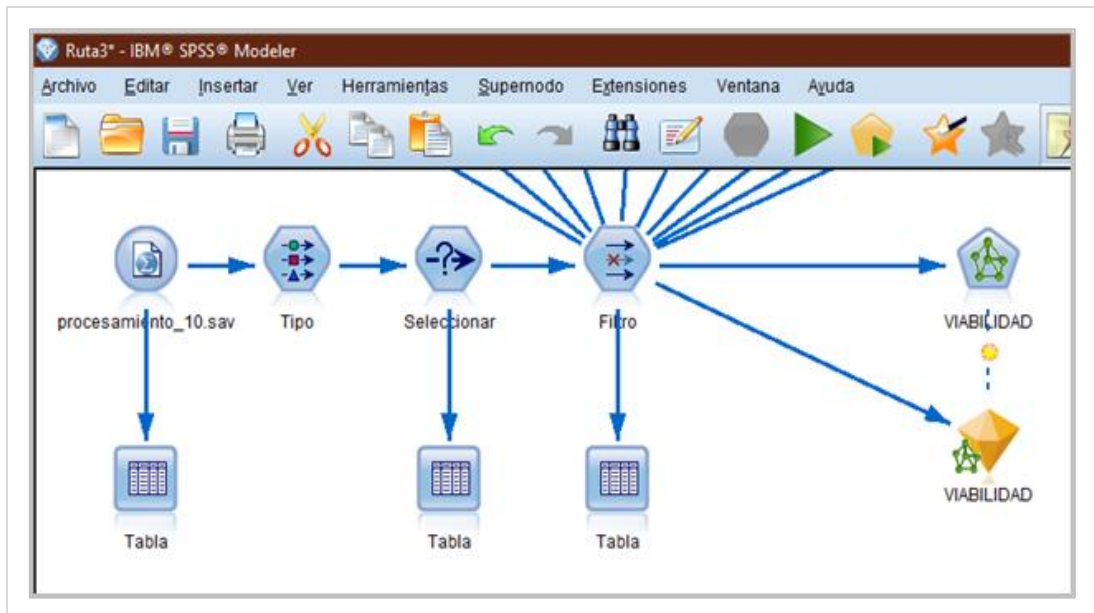 Ruta3* - IBM® SPSS® Modeler
Archivo Editar Insertar Ver Herramientas Supernodo Extensiones Ventana Ayuda
procesamiento_10.sav Tipo Seleccionar Filtro VIABILIDAD
VIABILIDAD
Tabla Tabla Tabla